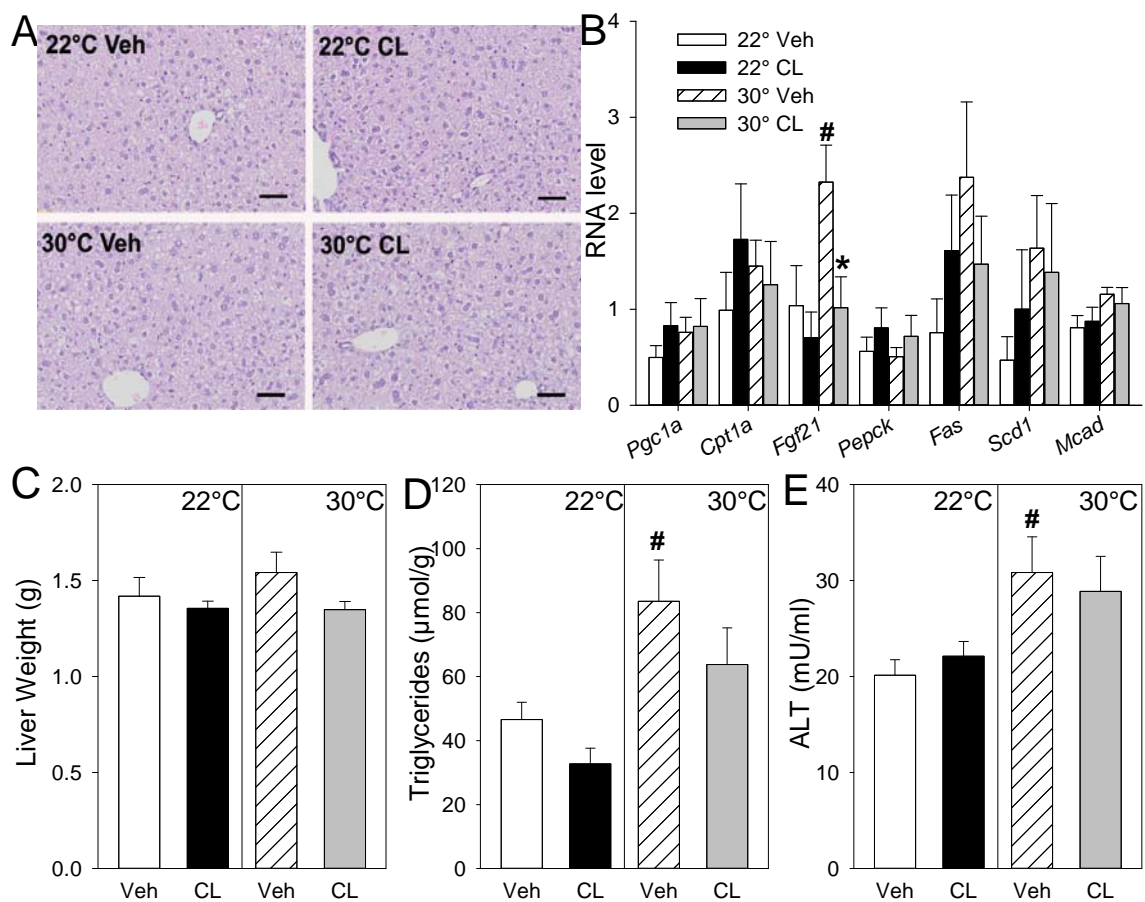 A
22°C Veh
22°C CL
30°C Veh
30°C CL
B
4
3
2
1
0
RNA level
22° Veh
22° CL
30° Veh
30° CL
#
*
Pgc1a
Cpt1a
Fgf21
Pepck
Fas
Scd1
Mcad
C
2.0
1.5
1.0
0.5
0.0
Liver Weight (g)
22°C
30°C
Veh
CL
Veh
CL
D
120
100
80
60
40
20
0
Triglycerides (µmol/g)
22°C
30°C
#
Veh
CL
Veh
CL
E
40
30
20
10
0
ALT (mU/ml)
22°C
30°C
#
Veh
CL
Veh
CL